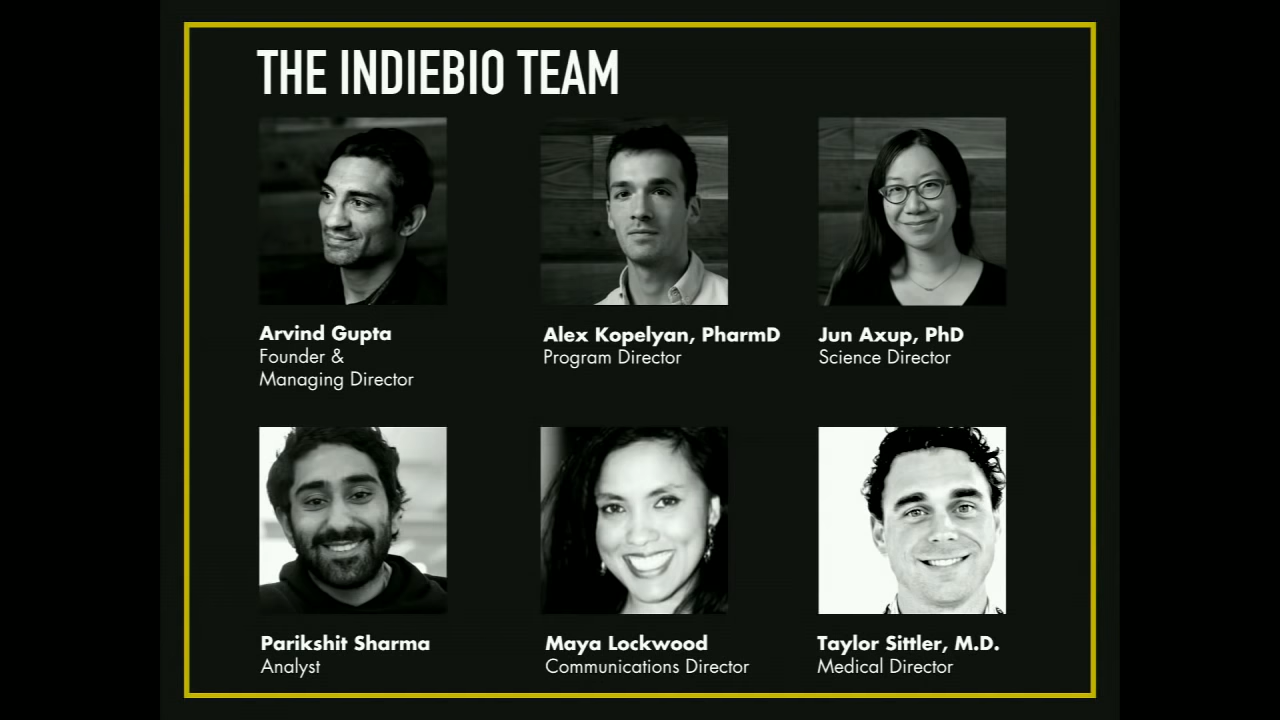 THE INDIEBIO TEAM
Arvind Gupta
Founder &
Managing Director
Alex Kopelyan, PharmD
Program Director
Jun Axup, PhD
Science Director
Parikshit Sharma
Analyst
Maya Lockwood
Communications Director
Taylor Sittler, M.D.
Medical Director